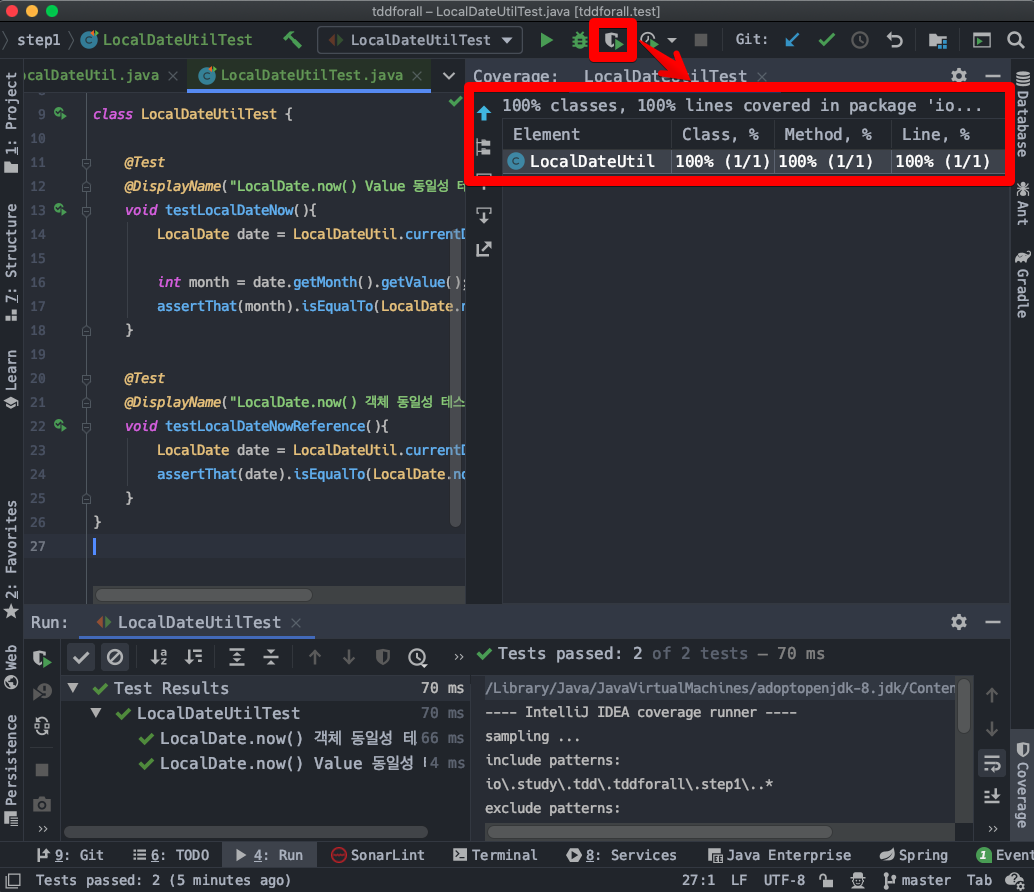 tddforall – LocalDateUtilTest.java [tddforall.test]
step1 LocalDateUtilTest LocalDateUtilTest Git:
ocalDateUtil.java LocalDateUtilTest.java
Coverage: LocalDateUtilTest
100% classes, 100% lines covered in package 'io...
Element Class, % Method, % Line, %
LocalDateUtil 100% (1/1) 100% (1/1) 100% (1/1)
1: Project
7: Structure
Learn
2: Favorites
Web
Persistence
9 class LocalDateUtilTest {
10
11 @Test
12 @DisplayName("LocalDate.now() Value 동일성 테
13 void testLocalDateNow(){
14 LocalDate date = LocalDateUtil.current
15
16 int month = date.getMonth().getValue();
17 assertThat(month).isEqualTo(LocalDate.n
18 }
19
20 @Test
21 @DisplayName("LocalDate.now() 객체 동일성 테스
22 void testLocalDateNowReference(){
23 LocalDate date = LocalDateUtil.current
24 assertThat(date).isEqualTo(LocalDate.no
25 }
26 }
27
Database
Ant
Gradle
Coverage
Run: LocalDateUtilTest
Tests passed: 2 of 2 tests – 70 ms
Test Results 70 ms
LocalDateUtilTest 70 ms
LocalDate.now() 객체 동일성 테 66 ms
LocalDate.now() Value 동일성 4 ms
/Library/Java/JavaVirtualMachines/adoptopenjdk-8.jdk/Conten
---- IntelliJ IDEA coverage runner ----
sampling ...
include patterns:
io\.study\.tdd\.tddforall\.step1\..*
exclude patterns:
9: Git 6: TODO 4: Run SonarLint Terminal 8: Services Java Enterprise Spring 1 Event
Tests passed: 2 (5 minutes ago) 27:1 LF UTF-8 master Tab